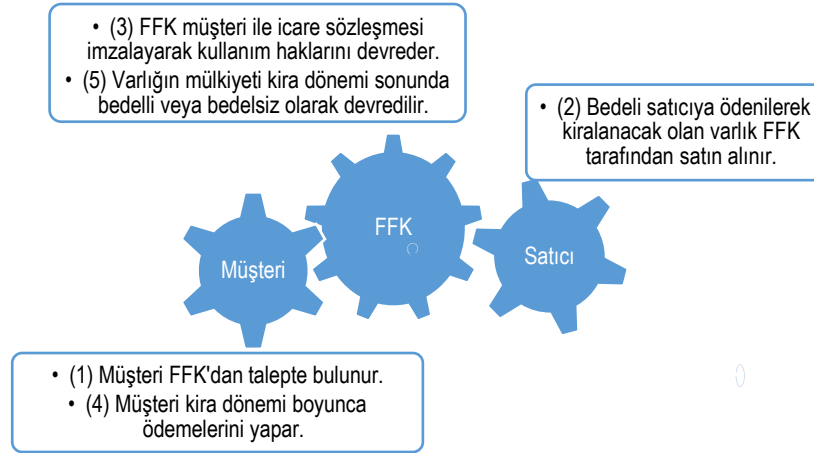 • (3) FFK müşteri ile icare sözleşmesi
imzalayarak kullanım haklarını devreder.
• (5) Varlığın mülkiyeti kira dönemi sonunda
bedelli veya bedelsiz olarak devredilir.
• (2) Bedeli satıcıya ödenilerek
kiralanacak olan varlık FFK
tarafından satın alınır.
FFK
Müşteri
Satıcı
• (1) Müşteri FFK'dan talepte bulunur.
• (4) Müşteri kira dönemi boyunca
ödemelerini yapar.